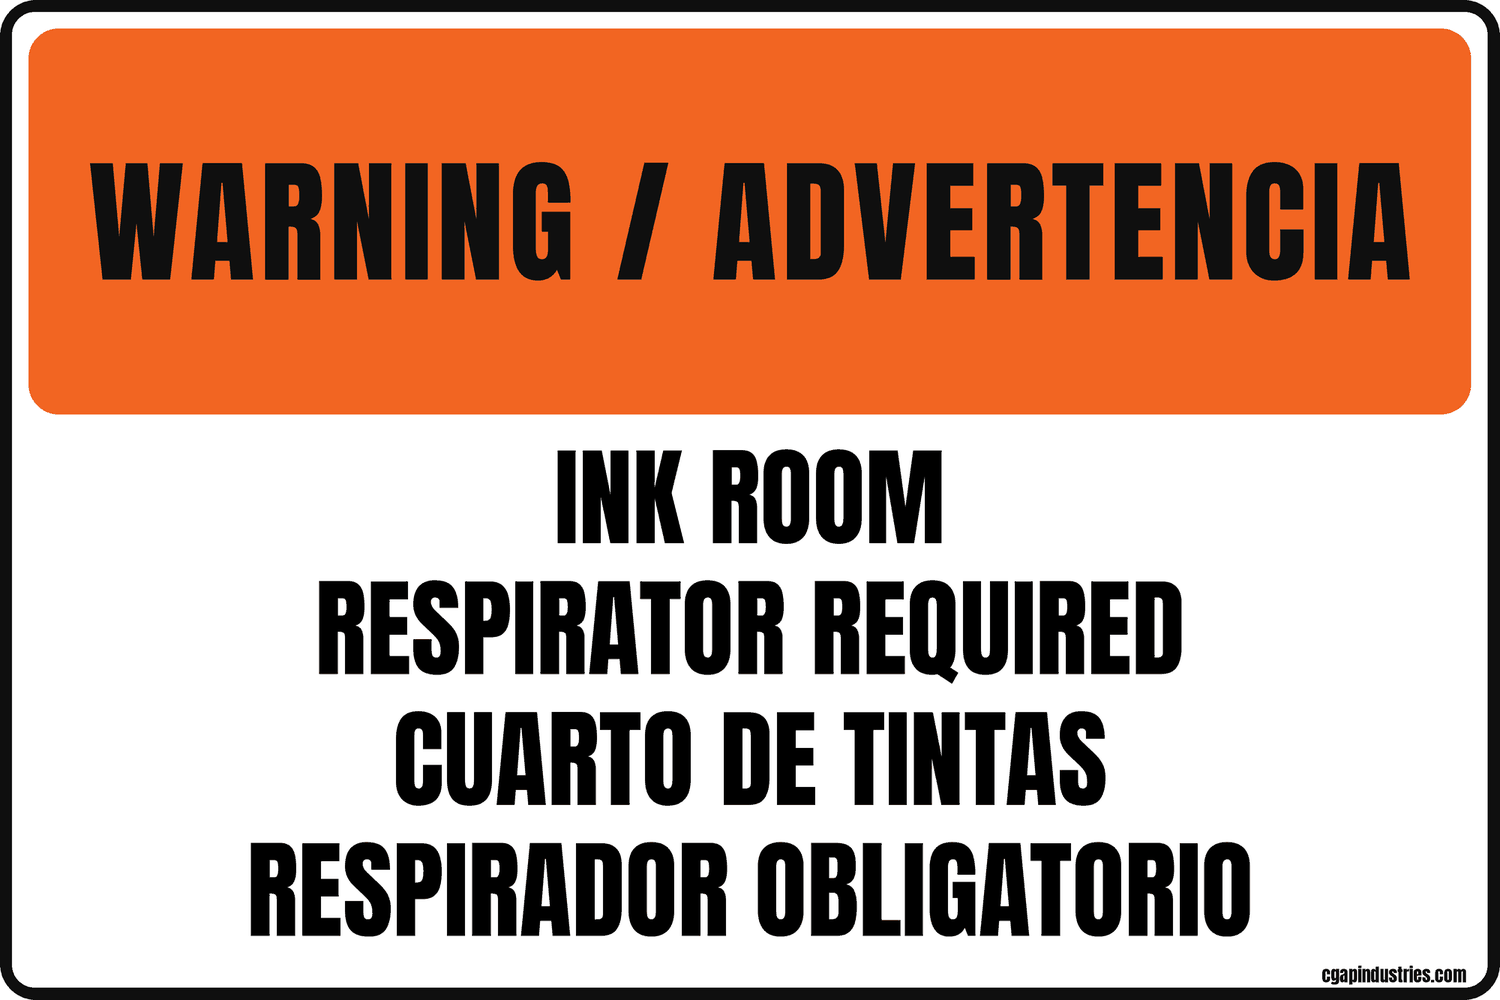 WARNING / ADVERTENCIA
INK ROOM
RESPIRATOR REQUIRED
CUARTO DE TINTAS
RESPIRADOR OBLIGATORIO
cgapindustries.com